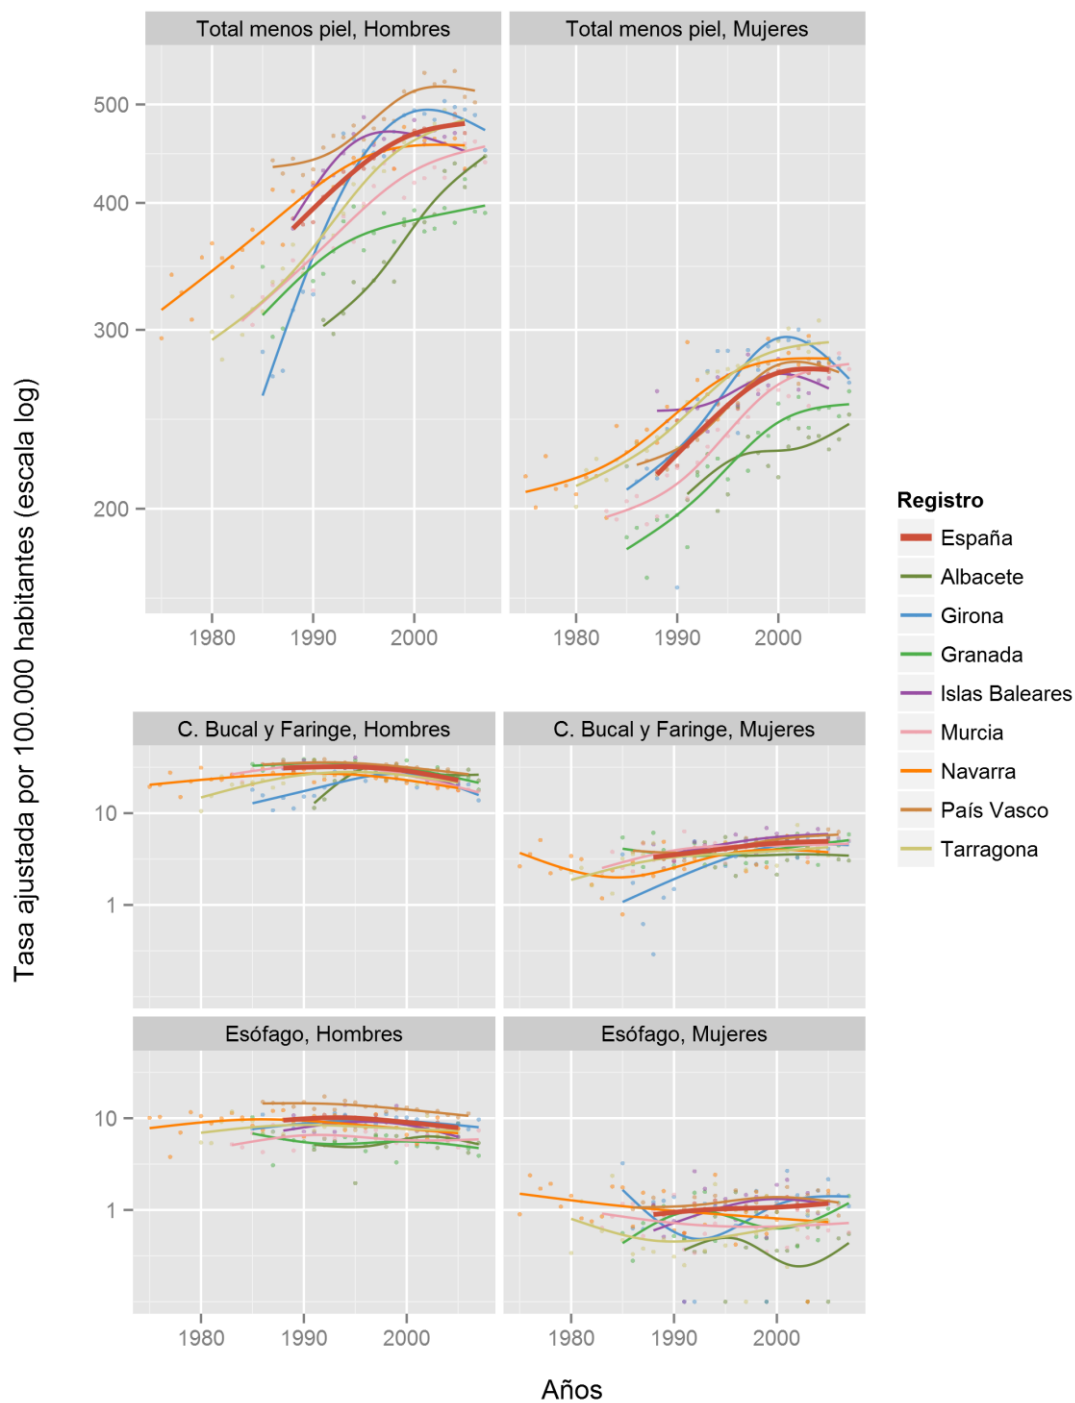 Total menos piel, Hombres
Total menos piel, Mujeres
500
400
300
200
1980
1990
2000
1980
1990
2000
Tasa ajustada por 100.000 habitantes (escala log)
C. Bucal y Faringe, Hombres
C. Bucal y Faringe, Mujeres
10
1
Esófago, Hombres
Esófago, Mujeres
10
1
1980
1990
2000
1980
1990
2000
Años
Registro
España
Albacete
Girona
Granada
Islas Baleares
Murcia
Navarra
País Vasco
Tarragona